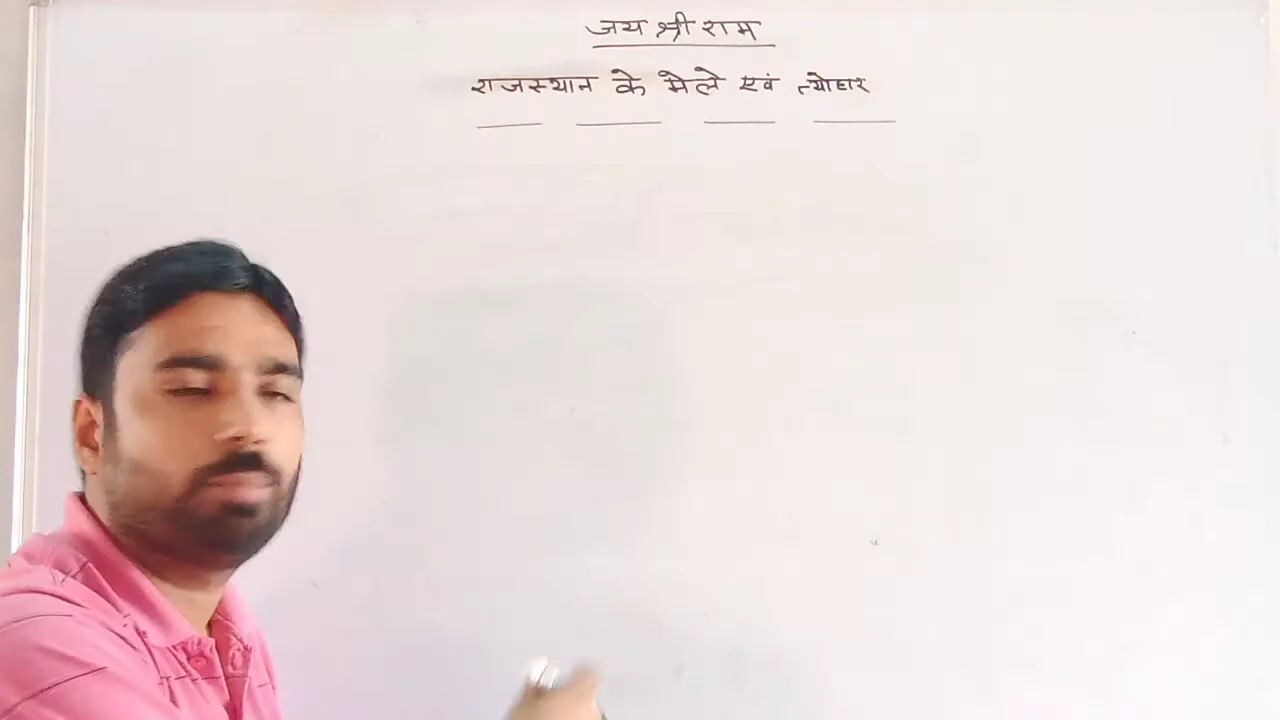 जय श्री राम
राजस्थान के मेले एवं त्योहार